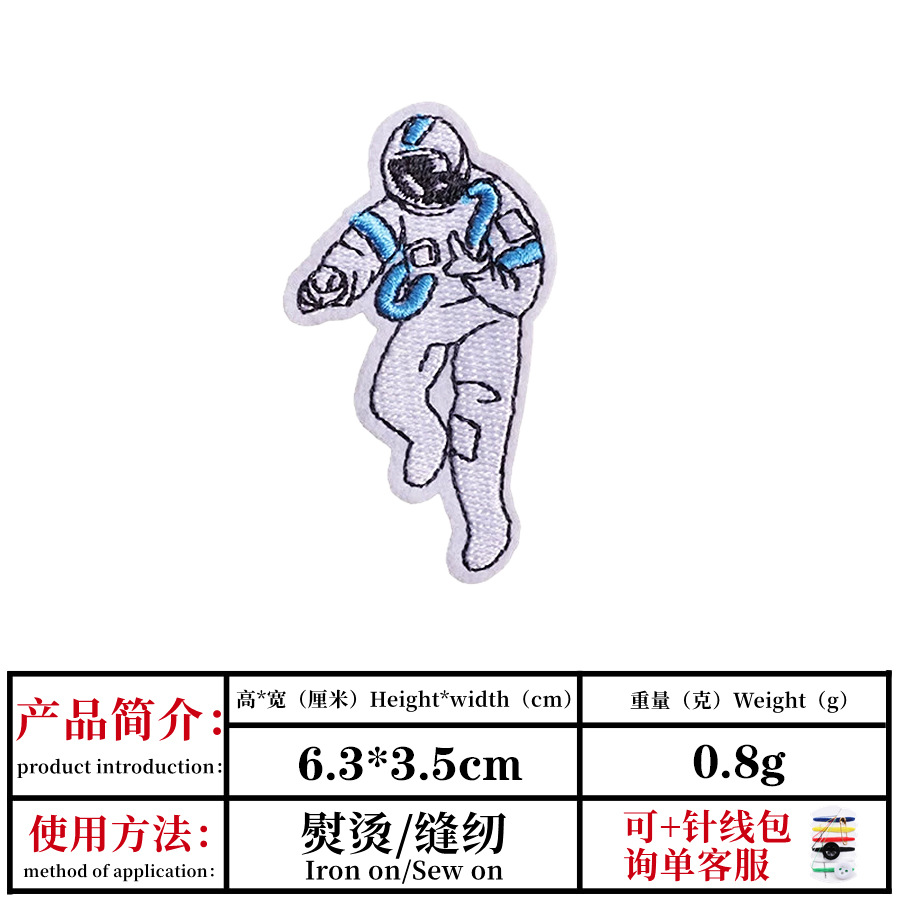 产品简介：
product introduction：
高*宽（厘米）Height*width（cm）
重量（克）Weight（g）
6.3*3.5cm
0.8g
使用方法：
method of application：
熨烫/缝纫
Iron on/Sew on
可+针线包
询单客服